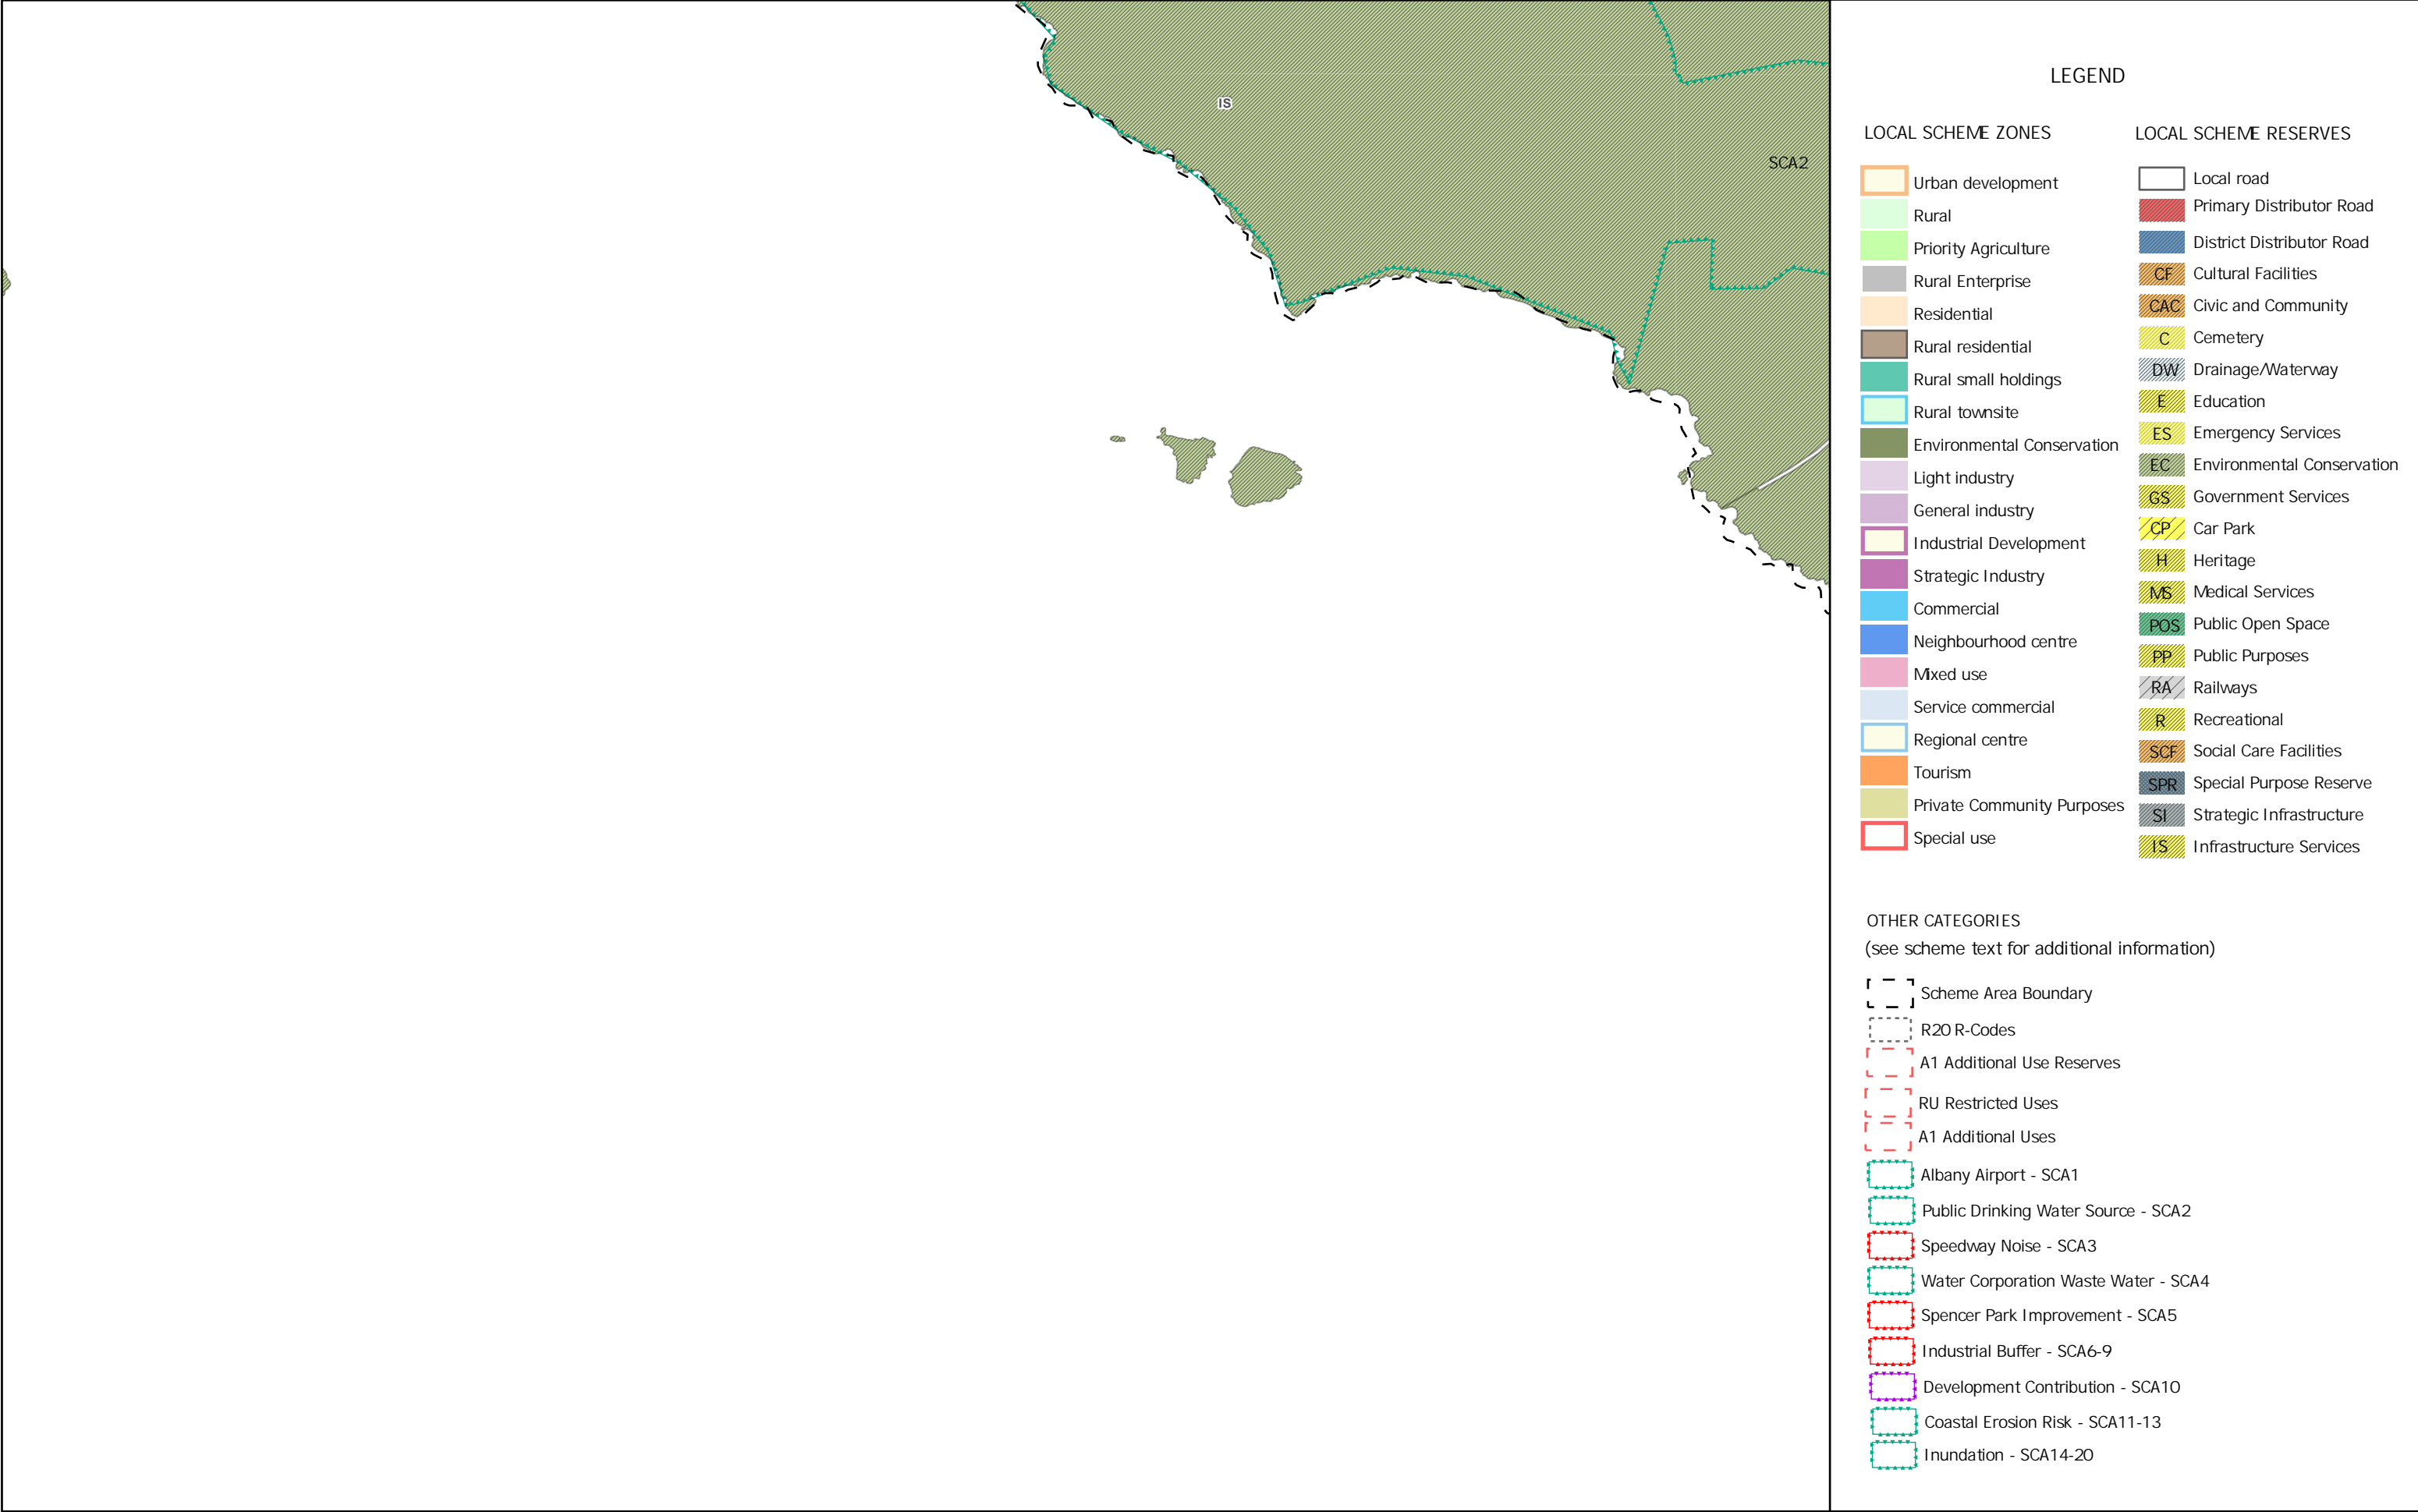 IS
SCA2
LEGEND
LOCAL SCHEME ZONES
Urban development
Rural
Priority Agriculture
Rural Enterprise
Residential
Rural residential
Rural small holdings
Rural townsite
Environmental Conservation
Light industry
General industry
Industrial Development
Strategic Industry
Commercial
Neighbourhood centre
Mixed use
Service commercial
Regional centre
Tourism
Private Community Purposes
Special use
LOCAL SCHEME RESERVES
Local road
Primary Distributor Road
District Distributor Road
CF Cultural Facilities
CAC Civic and Community
C Cemetery
DW Drainage/Waterway
E Education
ES Emergency Services
EC Environmental Conservation
GS Government Services
CP Car Park
H Heritage
MS Medical Services
POS Public Open Space
PP Public Purposes
RA Railways
R Recreational
SCF Social Care Facilities
SPR Special Purpose Reserve
SI Strategic Infrastructure
IS Infrastructure Services
OTHER CATEGORIES
(see scheme text for additional information)
Scheme Area Boundary
R20 R-Codes
A1 Additional Use Reserves
RU Restricted Uses
A1 Additional Uses
Albany Airport - SCA1
Public Drinking Water Source - SCA2
Speedway Noise - SCA3
Water Corporation Waste Water - SCA4
Spencer Park Improvement - SCA5
Industrial Buffer - SCA6-9
Development Contribution - SCA10
Coastal Erosion Risk - SCA11-13
Inundation - SCA14-20